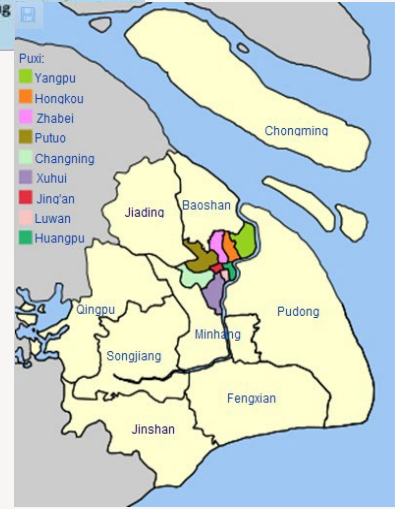 ng
Puxi:
Yangpu
Hongkou
Zhabei
Putuo
Changning
Xuhui
Jing'an
Luwan
Huangpu
Chongming
Baoshan
Jiading
Qingpu
Pudong
Minhang
Songjiang
Fengxian
Jinshan